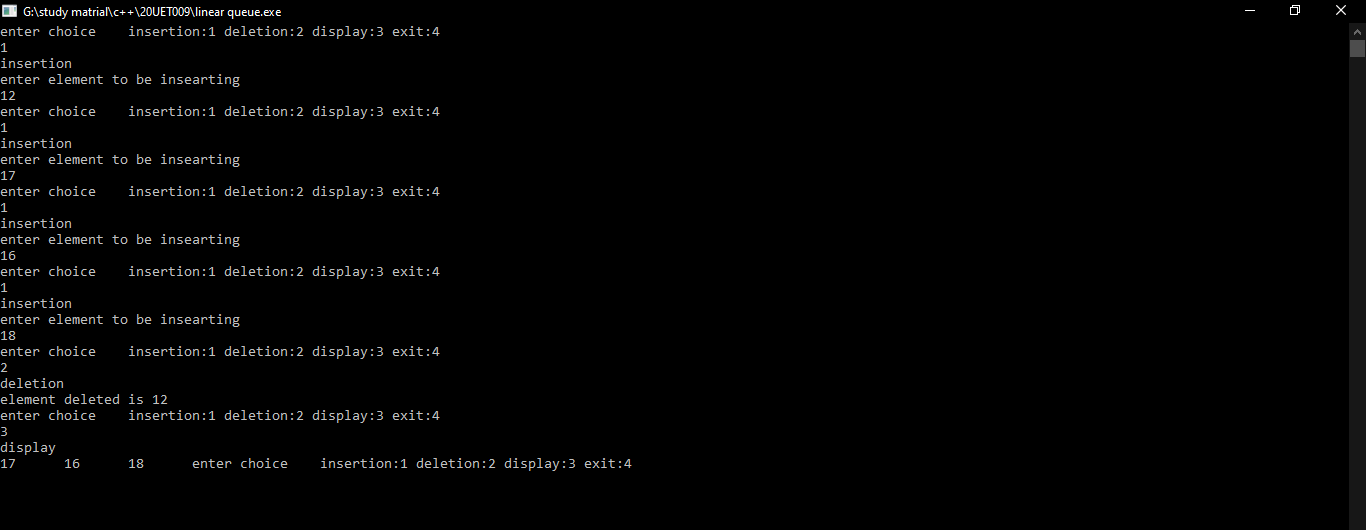 G:\study matrial\c++\20UET009\linear queue.exe
enter choice    insertion:1 deletion:2 display:3 exit:4
1
insertion
enter element to be insearting
12
enter choice    insertion:1 deletion:2 display:3 exit:4
1
insertion
enter element to be insearting
17
enter choice    insertion:1 deletion:2 display:3 exit:4
1
insertion
enter element to be insearting
16
enter choice    insertion:1 deletion:2 display:3 exit:4
1
insertion
enter element to be insearting
18
enter choice    insertion:1 deletion:2 display:3 exit:4
2
deletion
element deleted is 12
enter choice    insertion:1 deletion:2 display:3 exit:4
3
display
17      16      18      enter choice    insertion:1 deletion:2 display:3 exit:4